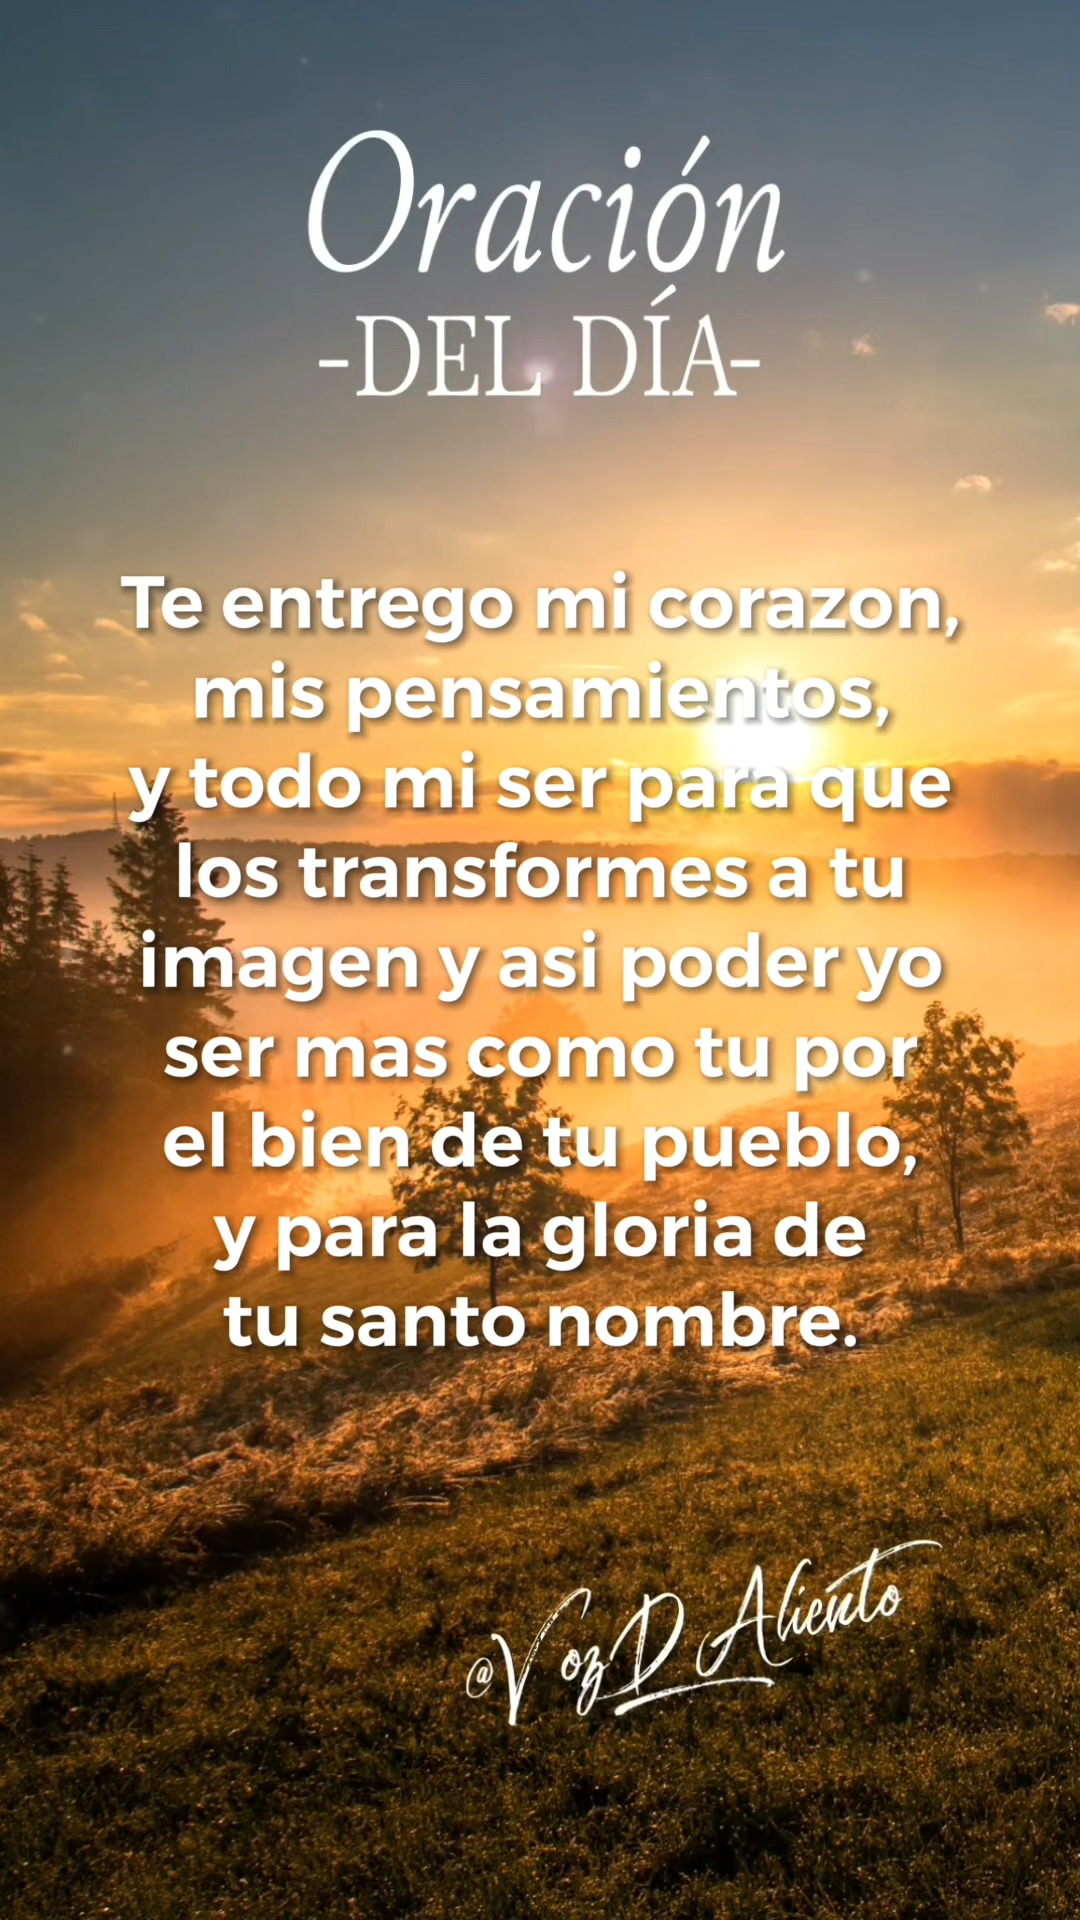 Oración
-DEL DÍA-
Te entrego mi corazon,
mis pensamientos,
y todo mi ser para que
los transformes a tu
imagen y asi poder yo
ser mas como tu por
el bien de tu pueblo,
y para la gloria de
tu santo nombre.
@VozDAliento